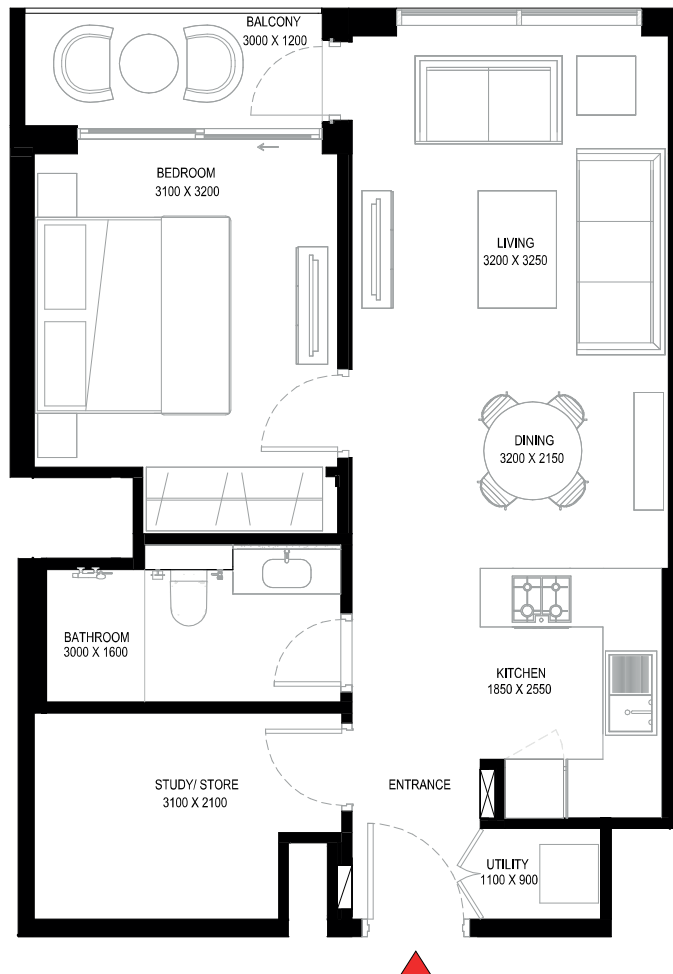 BALCONY
3000 X 1200
BEDROOM
3100 X 3200
LIVING
3200 X 3250
DINING
3200 X 2150
BATHROOM
3000 X 1600
KITCHEN
1850 X 2550
STUDY/ STORE
3100 X 2100
ENTRANCE
UTILITY
1100 X 900